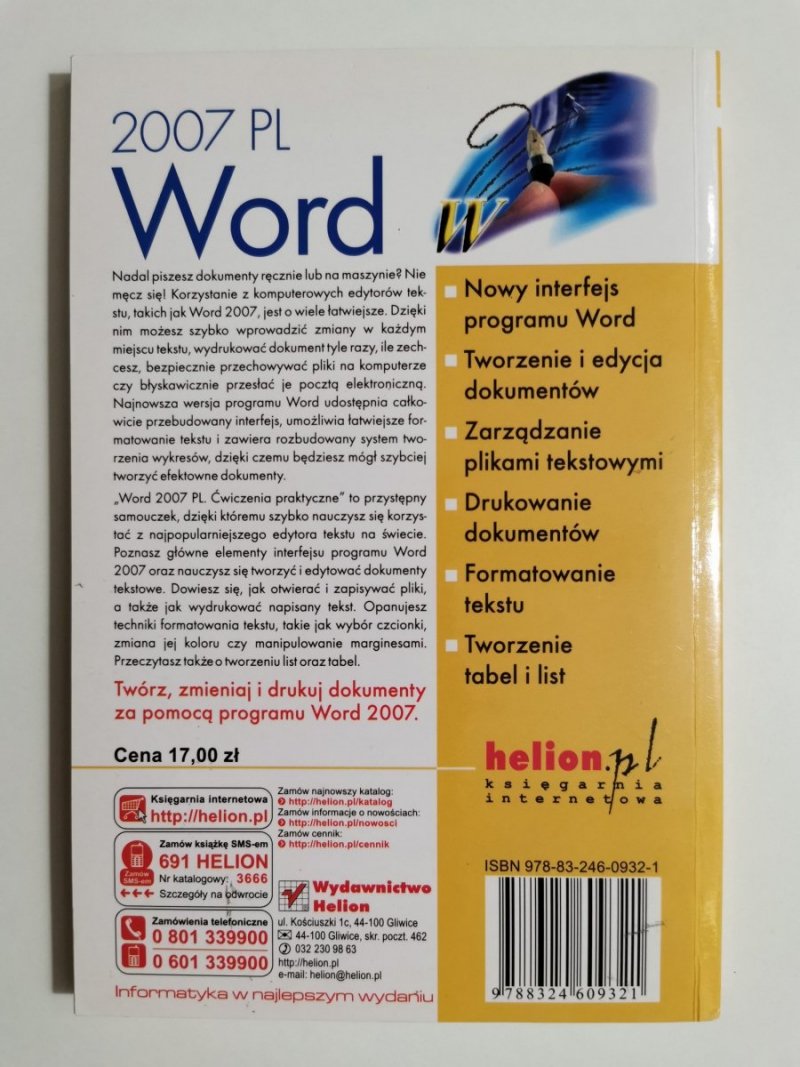 2007 PL
Word
W
Nadal piszesz dokumenty ręcznie lub na maszynie? Nie
męcz się! Korzystanie z komputerowych edytorów tek-
stu, takich jak Word 2007, jest o wiele łatwiejsze. Dzięki
nim możesz szybko wprowadzić zmiany w każdym
miejscu tekstu, wydrukować dokument tyle razy, ile zech-
cesz, bezpiecznie przechowywać pliki na komputerze
czy błyskawicznie przesłać je pocztą elektroniczną.
Najnowsza wersja programu Word udostępnia całko-
wicie przebudowany interfejs, umożliwia łatwiejsze for-
matowanie tekstu i zawiera rozbudowany system two-
rzenia wykresów, dzięki czemu będziesz mógł szybciej
tworzyć efektowne dokumenty.
„Word 2007 PL. Ćwiczenia praktyczne” to przystępny
samouczek, dzięki któremu szybko nauczysz się korzys-
tać z najpopularniejszego edytora tekstu na świecie.
Poznasz główne elementy interfejsu programu Word
2007 oraz nauczysz się tworzyć i edytować dokumenty
tekstowe. Dowiesz się, jak otwierać i zapisywać pliki,
a także jak wydrukować napisany tekst. Opanujesz
techniki formatowania tekstu, takie jak wybór czcionki,
zmiana jej koloru czy manipulowanie marginesami.
Przeczytasz także o tworzeniu list oraz tabel.
Twórz, zmieniaj i drukuj dokumenty
za pomocą programu Word 2007.
Cena 17,00 zł
Nowy interfejs
programu Word
Tworzenie i edycja
dokumentów
Zarządzanie
plikami tekstowymi
Drukowanie
dokumentów
Formatowanie
tekstu
Tworzenie
tabel i list
helion.pl
księgarnia
internetowa
Księgarnia internetowa
http://helion.pl
Zamów książkę SMS-em
691 HELION
Nr katalogowy: 3666
Szczegóły na odwrocie
Zamów
SMS-em
Zamówienia telefoniczne
0 801 339900
0 601 339900
Zamów najnowszy katalog:
http://helion.pl/katalog
Zamów informacje o nowościach:
http://helion.pl/nowosci
Zamów cennik:
http://helion.pl/cennik
Wydawnictwo
Helion
ul. Kościuszki 1c, 44-100 Gliwice
44-100 Gliwice, skr. poczt. 462
032 230 98 63
http://helion.pl
e-mail: helion@helion.pl
Informatyka w najlepszym wydaniu
ISBN 978-83-246-0932-1
9 788324 609321